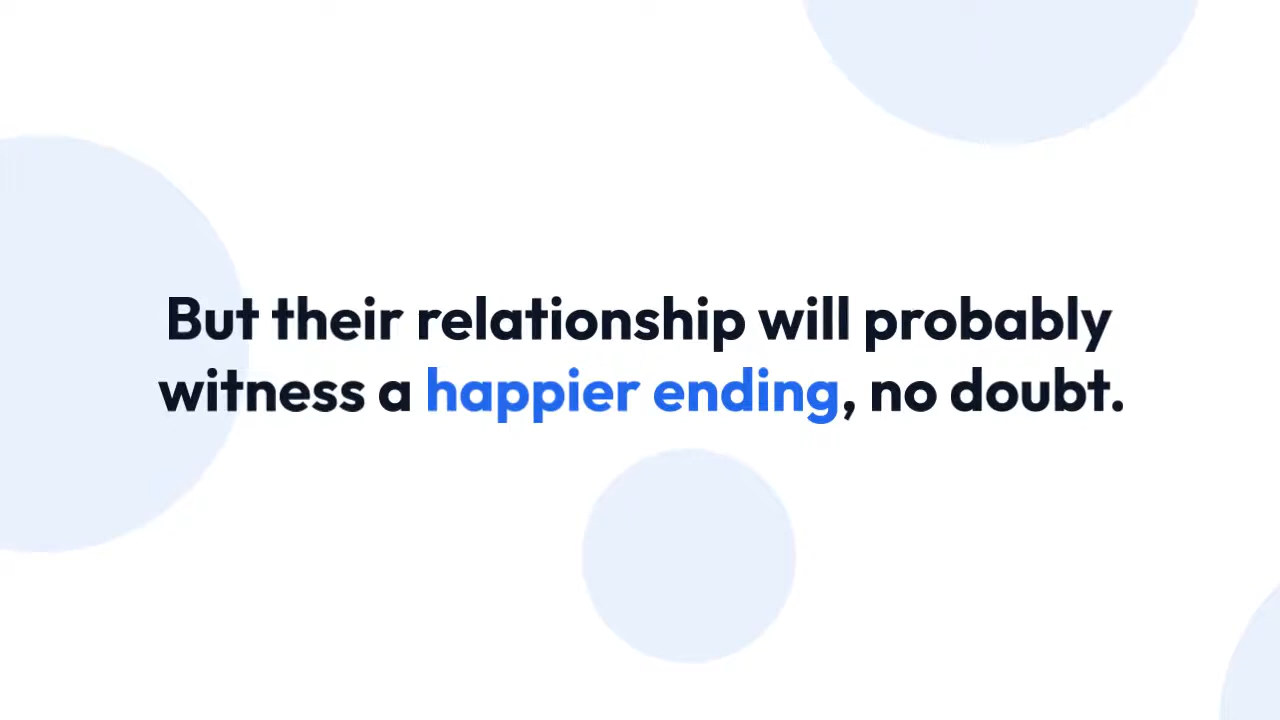 But their relationship will probably
witness a happier ending, no doubt.